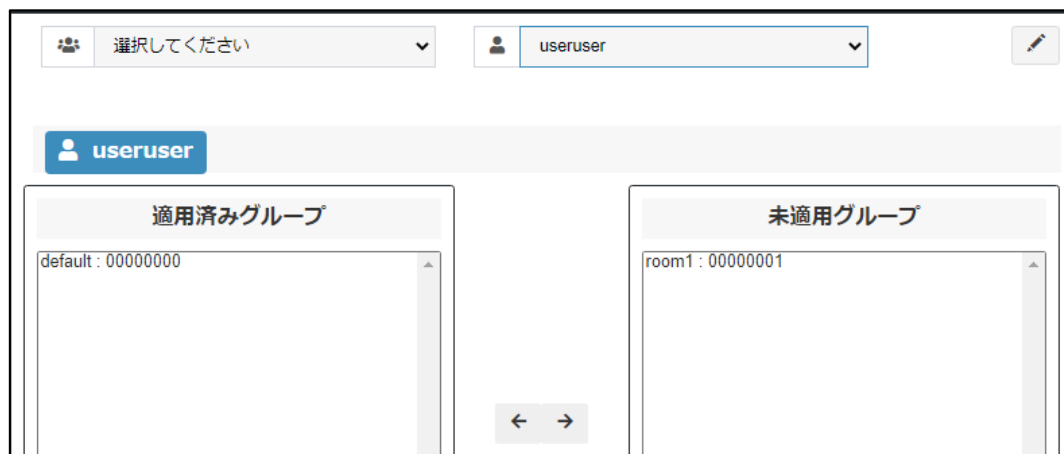 選択してください
useruser
useruser
適用済みグループ
未適用グループ
default : 00000000
room1 : 00000001